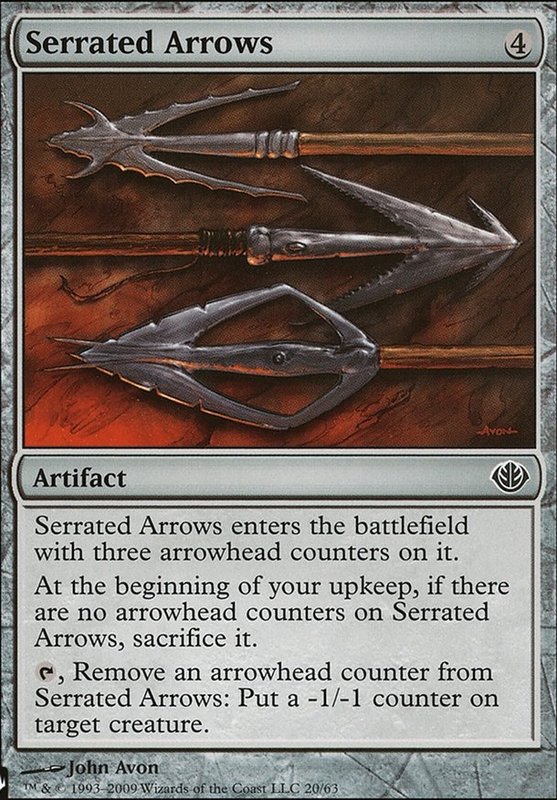 Serrated Arrows 4
AVON
Artifact
Serrated Arrows enters the battlefield
with three arrowhead counters on it.
At the beginning of your upkeep, if there
are no arrowhead counters on Serrated
Arrows, sacrifice it.
, Remove an arrowhead counter from
Serrated Arrows: Put a -1/-1 counter on
target creature.
John Avon
™ & © 1993–2009 Wizards of the Coast LLC 20/63